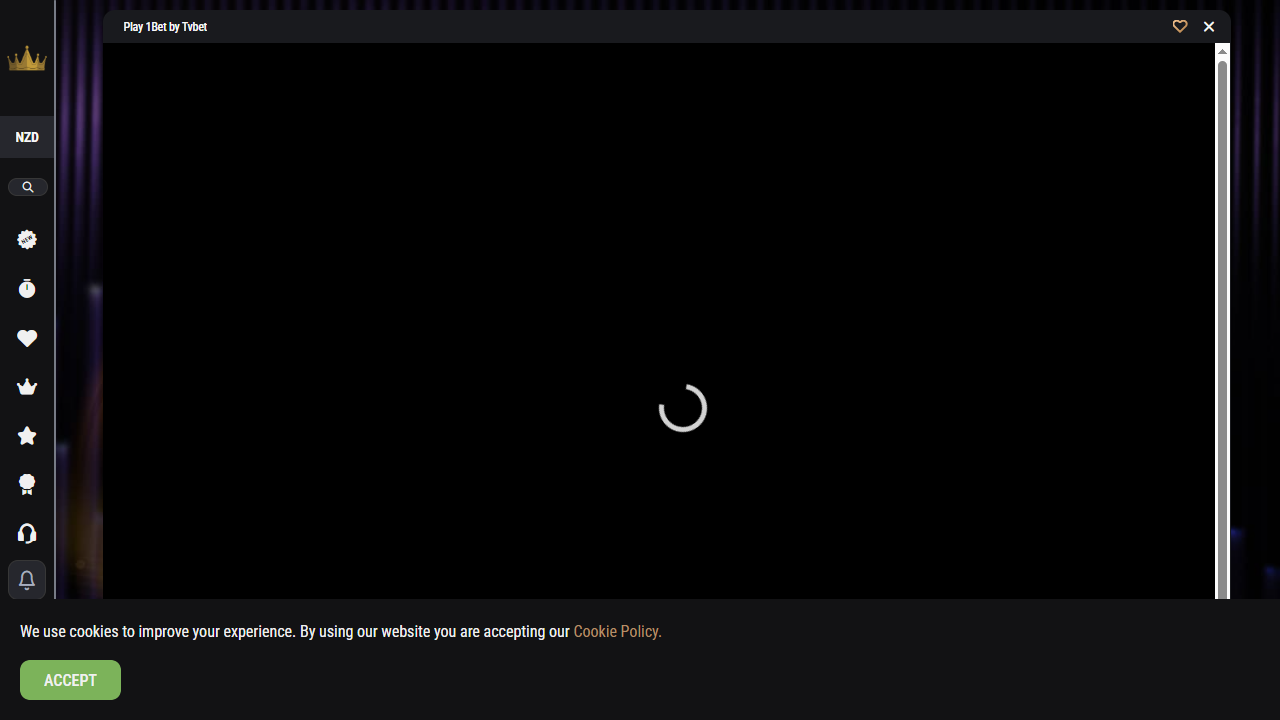 Play 1Bet by Tvbet
NZD
NEW
We use cookies to improve your experience. By using our website you are accepting our Cookie Policy.
ACCEPT